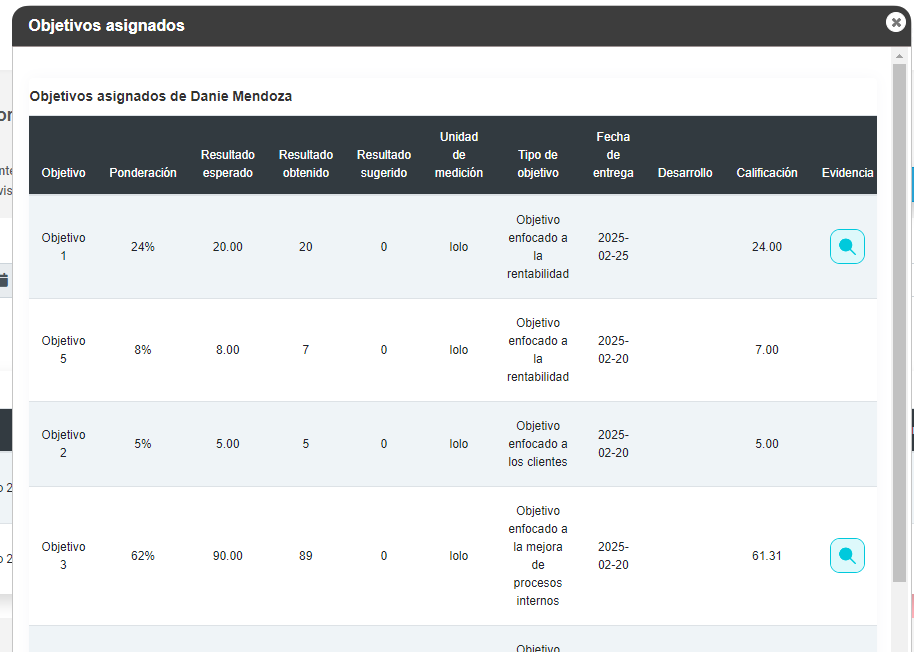 Objetivos asignados
Objetivos asignados de Danie Mendoza
Objetivo Ponderación Resultado esperado Resultado obtenido Resultado sugerido Unidad de medición Tipo de objetivo Fecha de entrega Desarrollo Calificación Evidencia
Objetivo 1 24% 20.00 20 0 lolo Objetivo enfocado a la rentabilidad 2025-02-25 24.00
Objetivo 5 8% 8.00 7 0 lolo Objetivo enfocado a la rentabilidad 2025-02-20 7.00
Objetivo 2 5% 5.00 5 0 lolo Objetivo enfocado a los clientes 2025-02-20 5.00
Objetivo 3 62% 90.00 89 0 lolo Objetivo enfocado a la mejora de procesos internos 2025-02-20 61.31
Objetivo